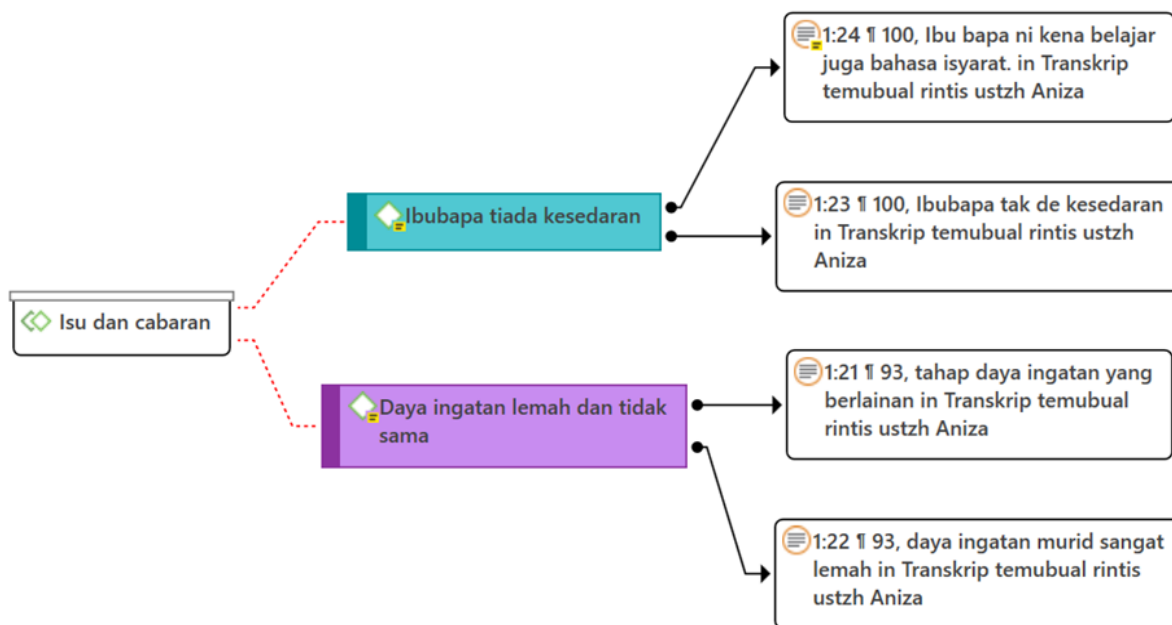 Isu dan cabaran
Ibubapa tiada kesedaran
Daya ingatan lemah dan tidak
sama
1:24 ¶ 100, Ibu bapa ni kena belajar
juga bahasa isyarat. in Transkrip
temubual rintis ustzh Aniza
1:23 ¶ 100, Ibubapa tak de kesedaran
in Transkrip temubual rintis ustzh
Aniza
1:21 ¶ 93, tahap daya ingatan yang
berlainan in Transkrip temubual
rintis ustzh Aniza
1:22 ¶ 93, daya ingatan murid sangat
lemah in Transkrip temubual rintis
ustzh Aniza